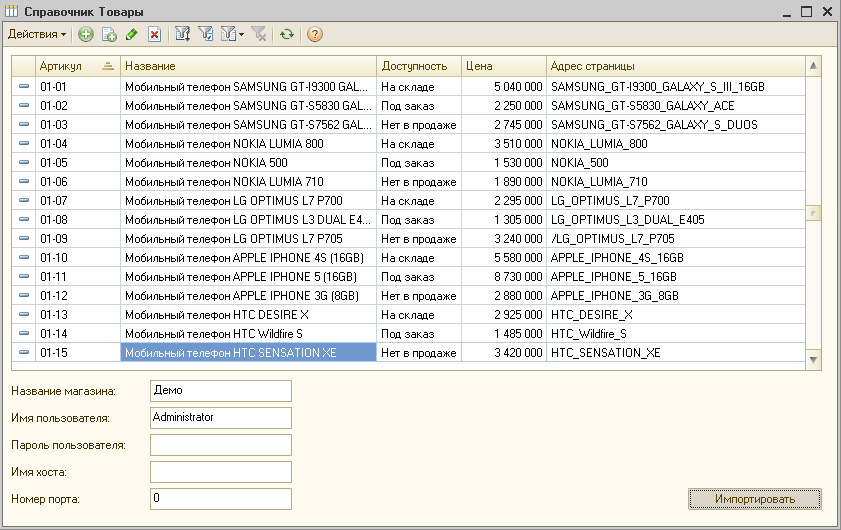 Справочник Товары
Действия
Артикул Название Доступность Цена Адрес страницы
01-01 Мобильный телефон SAMSUNG GT-I9300 GAL... На складе 5 040 000 SAMSUNG_GT-I9300_GALAXY_S_III_16GB
01-02 Мобильный телефон SAMSUNG GT-S5830 GAL... Под заказ 2 250 000 SAMSUNG_GT-S5830_GALAXY_ACE
01-03 Мобильный телефон SAMSUNG GT-S7562 GAL... Нет в продаже 2 745 000 SAMSUNG_GT-S7562_GALAXY_S_DUOS
01-04 Мобильный телефон NOKIA LUMIA 800 На складе 3 510 000 NOKIA_LUMIA_800
01-05 Мобильный телефон NOKIA 500 Под заказ 1 530 000 NOKIA_500
01-06 Мобильный телефон NOKIA LUMIA 710 Нет в продаже 1 890 000 NOKIA_LUMIA_710
01-07 Мобильный телефон LG OPTIMUS L7 P700 На складе 2 295 000 LG_OPTIMUS_L7_P700
01-08 Мобильный телефон LG OPTIMUS L3 DUAL E4... Под заказ 1 305 000 LG_OPTIMUS_L3_DUAL_E405
01-09 Мобильный телефон LG OPTIMUS L7 P705 Нет в продаже 3 240 000 /LG_OPTIMUS_L7_P705
01-10 Мобильный телефон APPLE IPHONE 4S (16GB) На складе 5 580 000 APPLE_IPHONE_4S_16GB
01-11 Мобильный телефон APPLE IPHONE 5 (16GB) Под заказ 8 730 000 APPLE_IPHONE_5_16GB
01-12 Мобильный телефон APPLE IPHONE 3G (8GB) Нет в продаже 2 880 000 APPLE_IPHONE_3G_8GB
01-13 Мобильный телефон HTC DESIRE X На складе 2 925 000 HTC_DESIRE_X
01-14 Мобильный телефон HTC Wildfire S Под заказ 1 485 000 HTC_Wildfire_S
01-15 Мобильный телефон HTC SENSATION XE Нет в продаже 3 420 000 HTC_SENSATION_XE
Название магазина: Демо
Имя пользователя: Administrator
Пароль пользователя:
Имя хоста:
Номер порта: 0
Импортировать